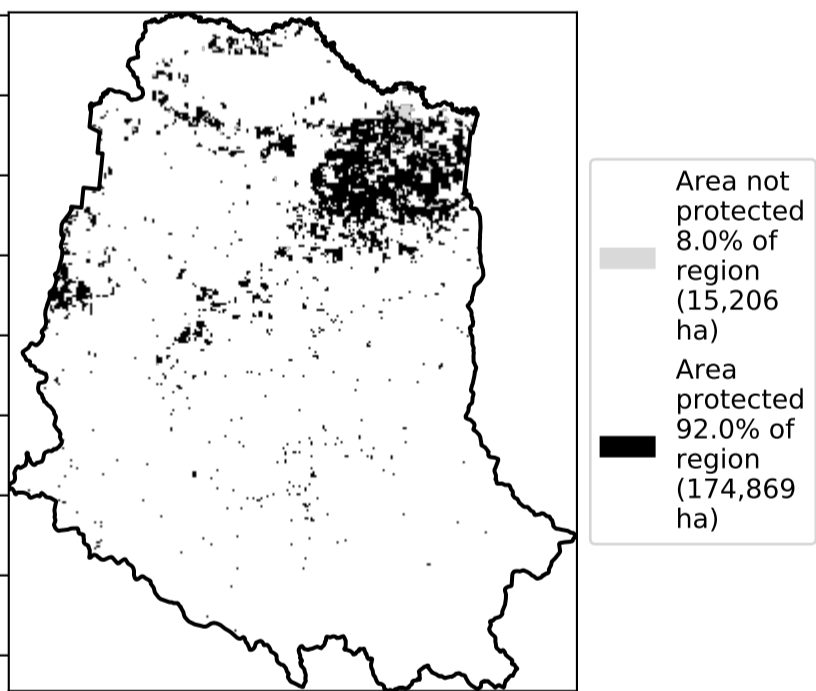 Area not
protected
8.0% of
region
(15,206
ha)
Area
protected
92.0% of
region
(174,869
ha)